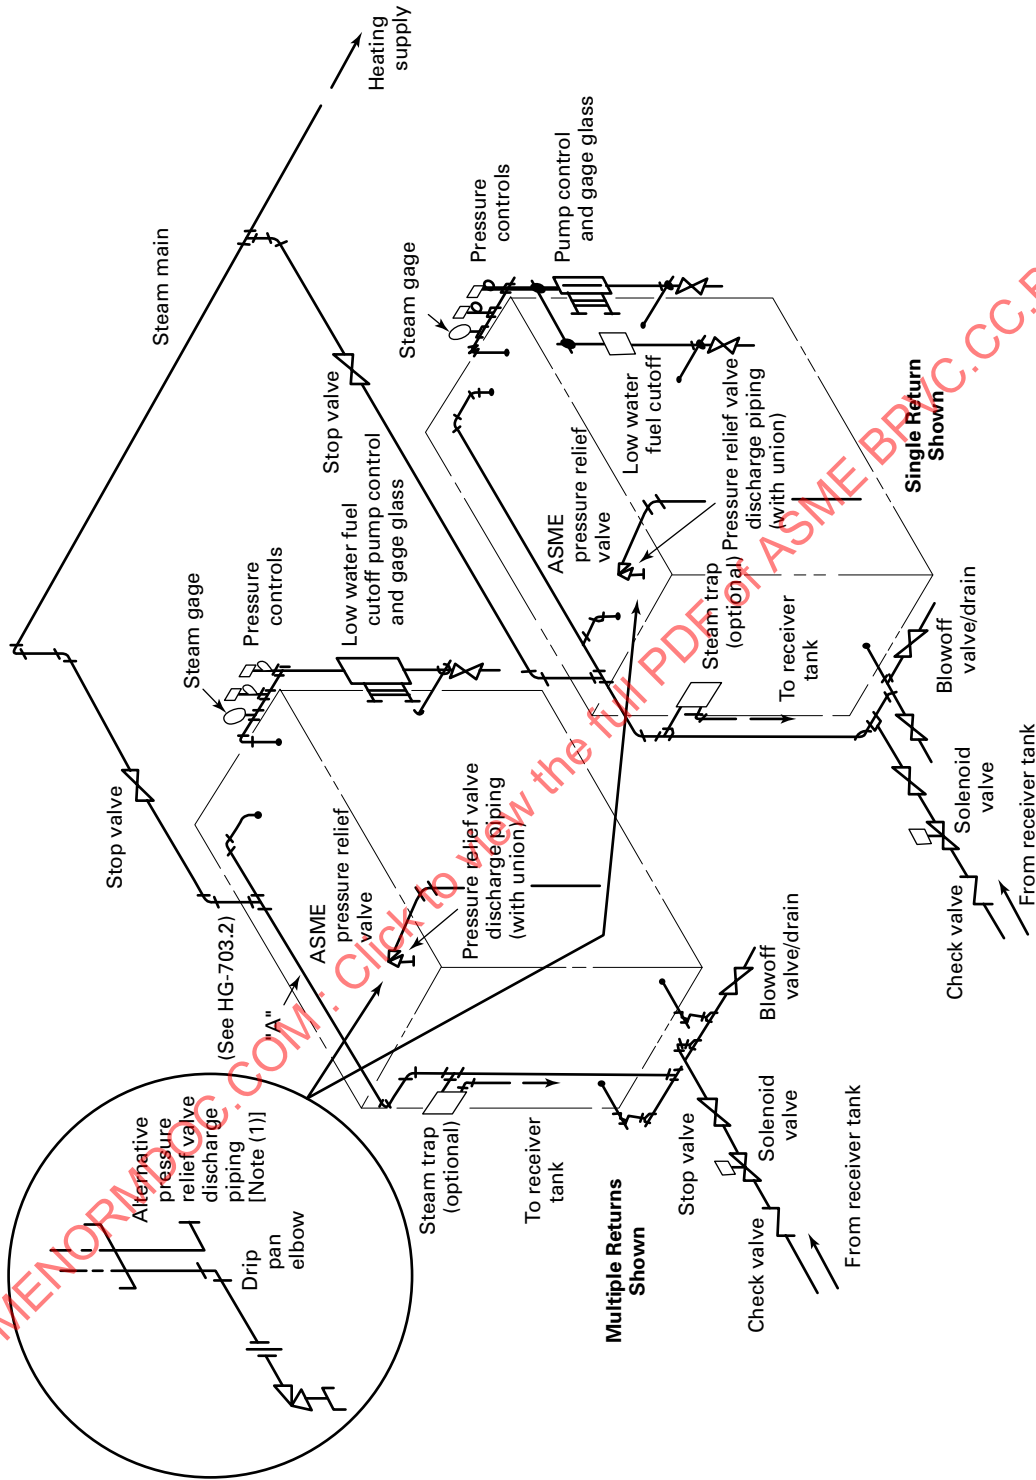 Heating
supply
Steam main
Steam gage
Pressure
controls
Pump control
and gage glass
Stop valve
Low water
fuel cutoff
ASME
pressure relief
valve
Pressure relief valve
discharge piping
(with union)
Single Return
Shown
Steam trap
(optional)
To receiver
tank
Blowoff
valve/drain
Solenoid
valve
Check valve
From receiver tank
Steam gage
Pressure
controls
Low water fuel
cutoff pump control
and gage glass
Stop valve
(See HG-703.2)
"A"
ASME
pressure relief
valve
Pressure relief valve
discharge piping
(with union)
Alternative
pressure
relief valve
discharge
piping
[Note (1)]
Drip
pan
elbow
Steam trap
(optional)
To receiver
tank
Multiple Returns
Shown
Blowoff
valve/drain
Stop valve
Solenoid
valve
Check valve
From receiver tank
MENORMDOC.COM : Click to view the full PDF of ASME BPVC.CC.B